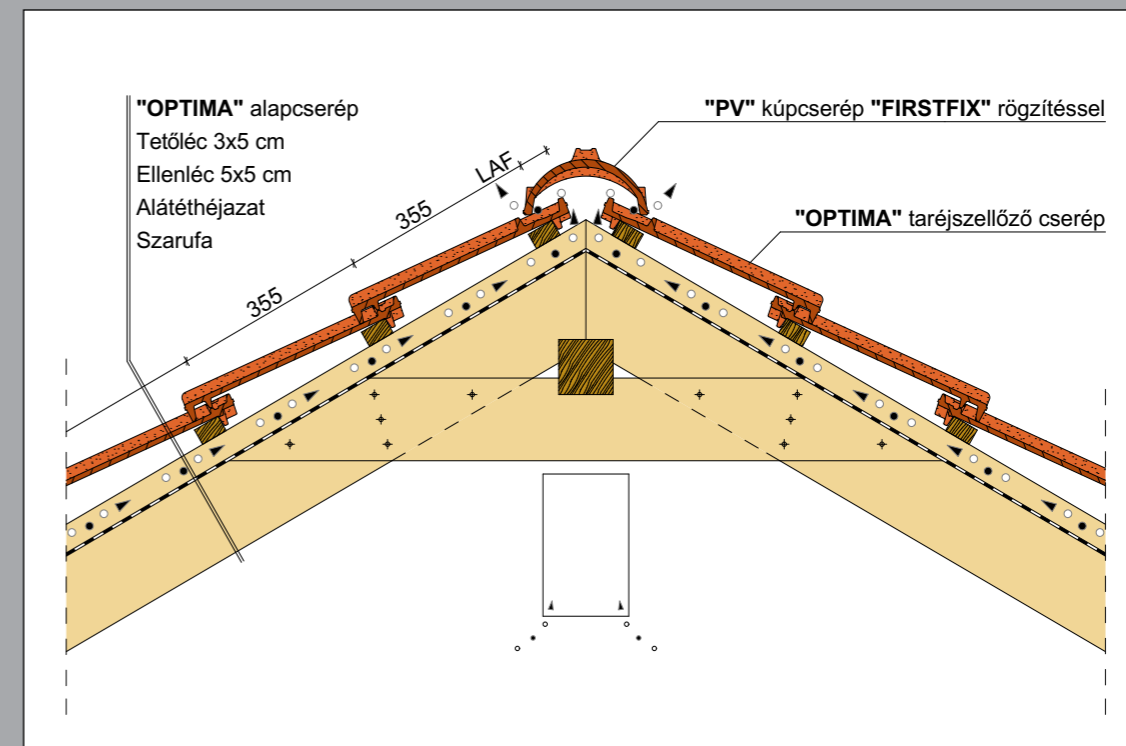 "OPTIMA" alapcserép
Tetőléc 3x5 cm
Ellenléc 5x5 cm
Alátéthéjazat
Szarufa
"PV" kúpcserép "FIRSTFIX" rögzítéssel
"OPTIMA" taréjszellőző cserép
LAF
355
355